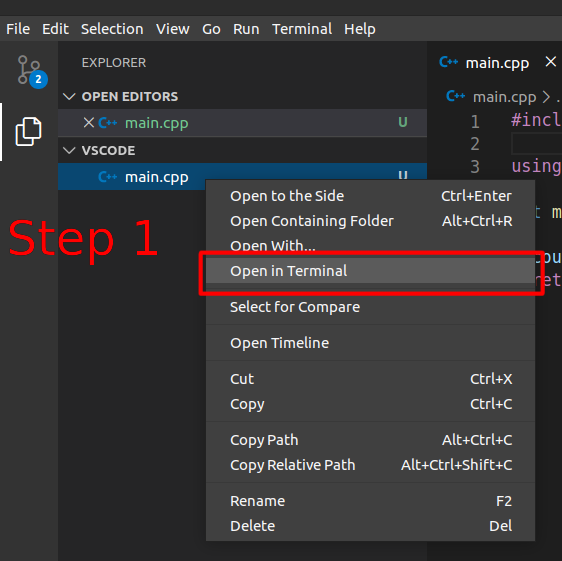 File Edit Selection View Go Run Terminal Help
2
EXPLORER
OPEN EDITORS
main.cpp U
VSCODE
main.cpp U
main.cpp
main.cpp > .
1 #incl
2
3 using
Step 1
Open to the Side Ctrl+Enter
Open Containing Folder Alt+Ctrl+R
Open With...
Open in Terminal
Select for Compare
Open Timeline
Cut Ctrl+X
Copy Ctrl+C
Copy Path Alt+Ctrl+C
Copy Relative Path Alt+Ctrl+Shift+C
Rename F2
Delete Del